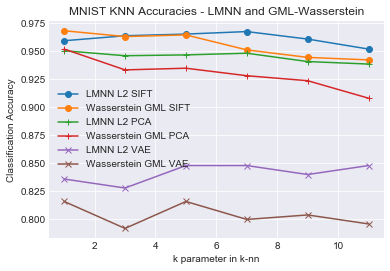 MNIST KNN Accuracies - LMNN and GML-Wasserstein
Classification Accuracy
0.975
0.950
0.925
0.900
0.875
0.850
0.825
0.800
LMNN L2 SIFT
Wasserstein GML SIFT
LMNN L2 PCA
Wasserstein GML PCA
LMNN L2 VAE
Wasserstein GML VAE
2 4 6 8 10
k parameter in k-nn